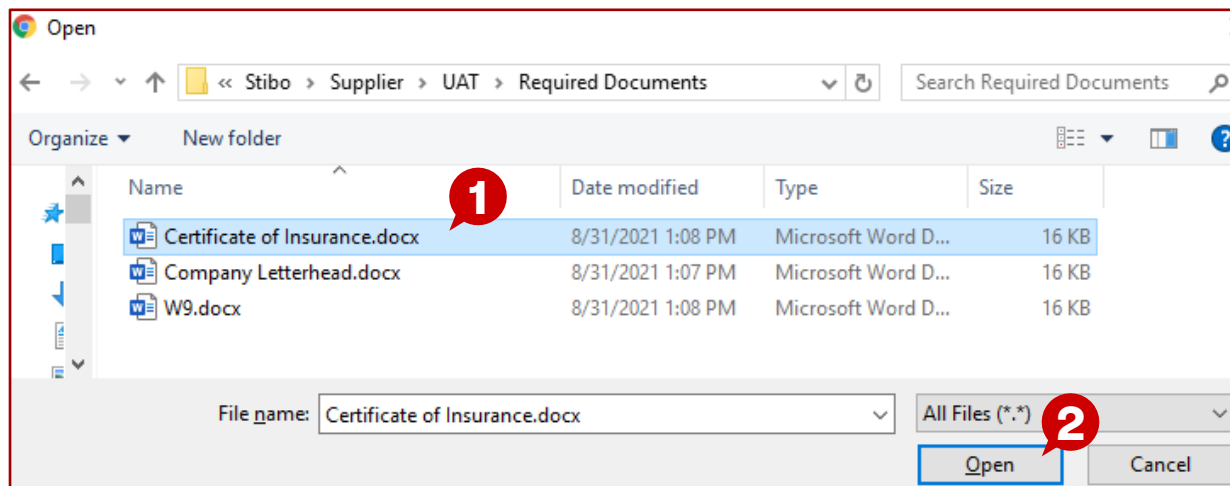 Open
« Stibo > Supplier > UAT > Required Documents
Search Required Documents
Organize
New folder
?
Name
Date modified
Type
Size
1
Certificate of Insurance.docx 8/31/2021 1:08 PM Microsoft Word D... 16 KB
Company Letterhead.docx 8/31/2021 1:07 PM Microsoft Word D... 16 KB
W9.docx 8/31/2021 1:08 PM Microsoft Word D... 16 KB
File name: Certificate of Insurance.docx
All Files (*.*)
2
Open
Cancel